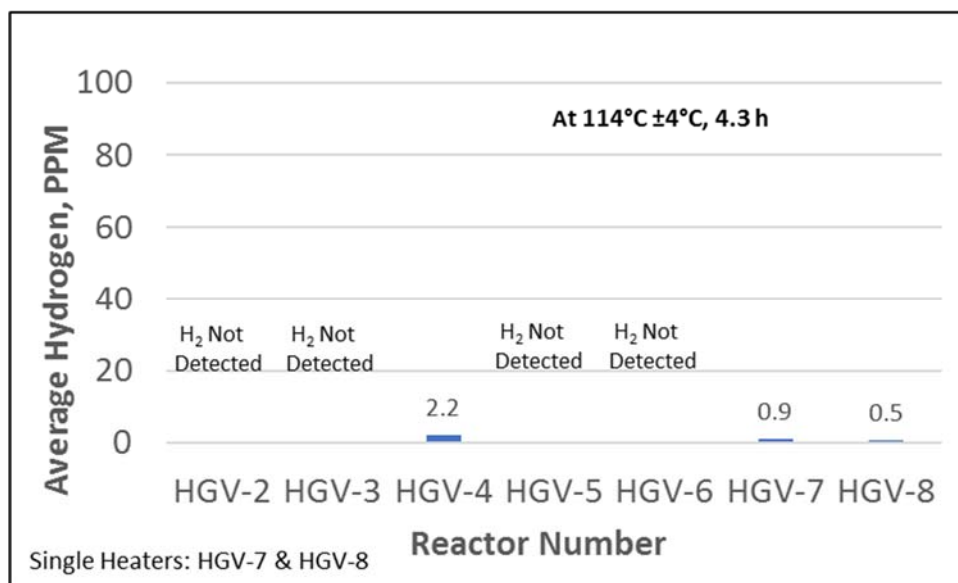 Average Hydrogen, PPM
100
80
60
40
20
0
At 114°C ±4°C, 4.3 h
H₂ Not
Detected
H₂ Not
Detected
H₂ Not
Detected
H₂ Not
Detected
2.2
0.9
0.5
HGV-2 HGV-3 HGV-4 HGV-5 HGV-6 HGV-7 HGV-8
Reactor Number
Single Heaters: HGV-7 & HGV-8